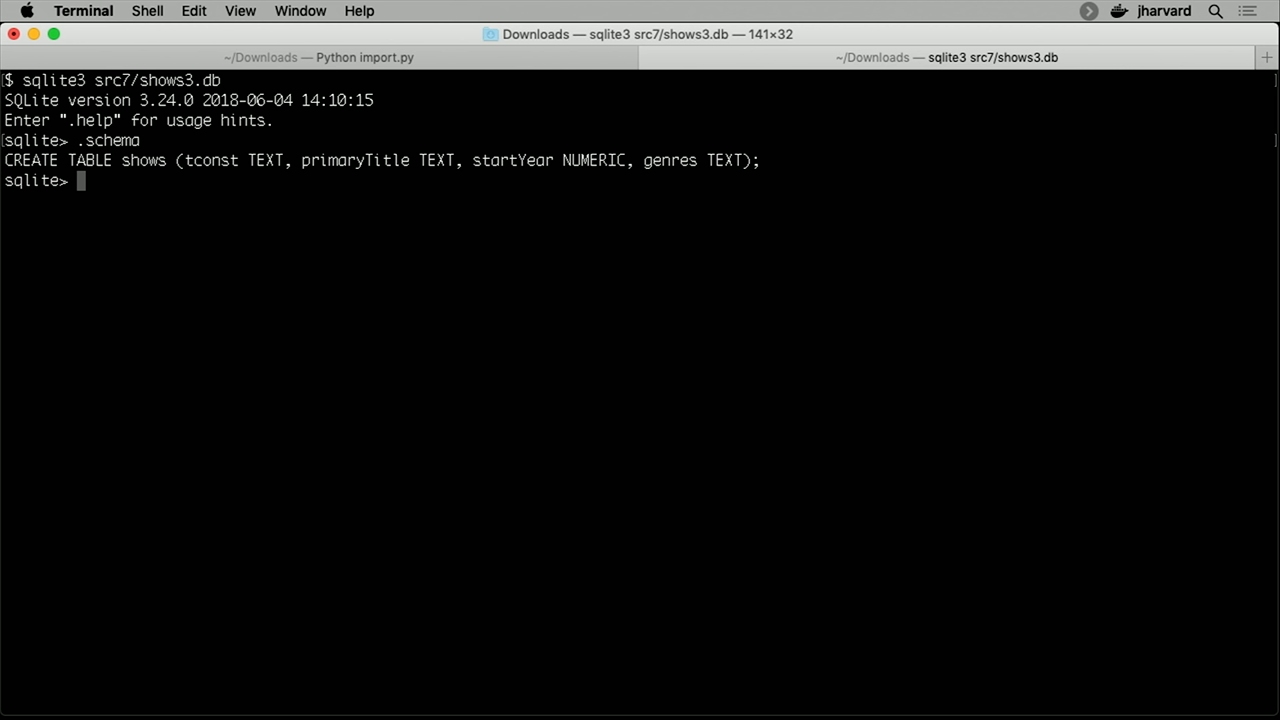 Terminal Shell Edit View Window Help jharvard
Downloads — sqlite3 src7/shows3.db — 141×32
~/Downloads — Python import.py ~/Downloads — sqlite3 src7/shows3.db
[$ sqlite3 src7/shows3.db ]
SQLite version 3.24.0 2018-06-04 14:10:15
Enter ".help" for usage hints.
[sqlite> .schema ]
CREATE TABLE shows (tconst TEXT, primaryTitle TEXT, startYear NUMERIC, genres TEXT);
sqlite>